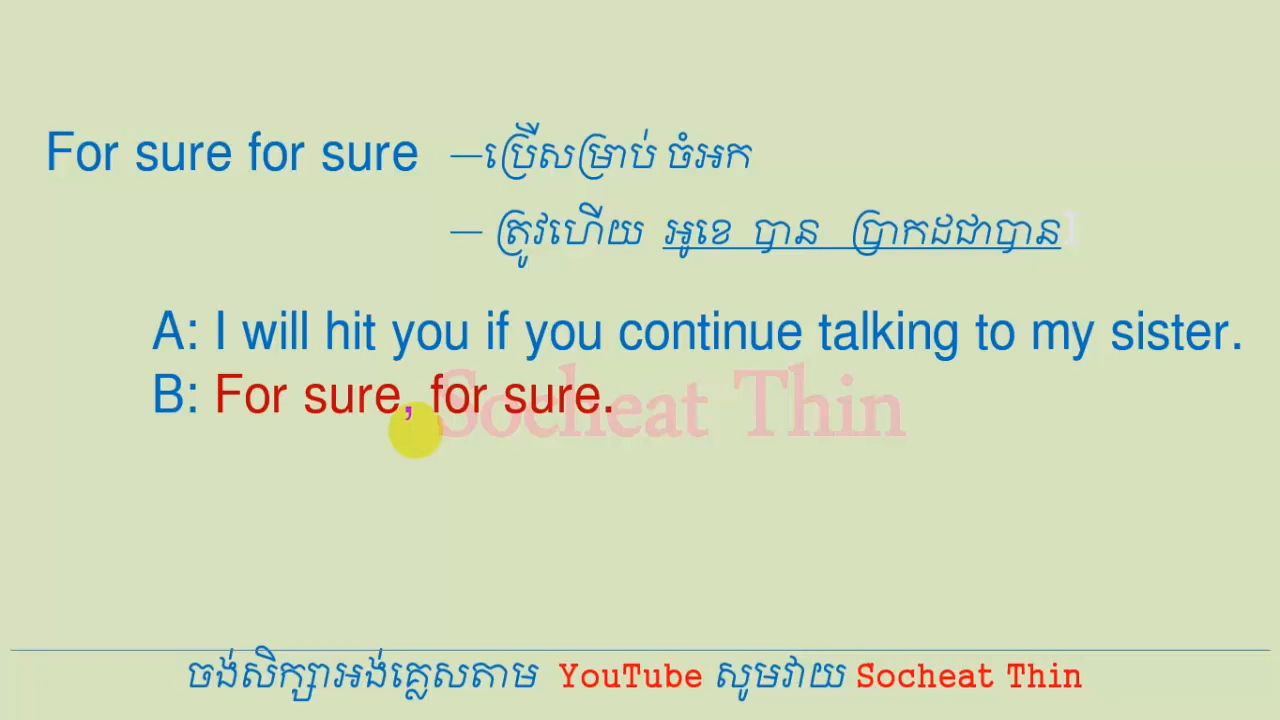 For sure for sure —ប្រើសម្រាប់ ចំអក
— ត្រូវហើយ អូខេ បាន ប្រាកដជាបាន
A: I will hit you if you continue talking to my sister.
B: For sure, for sure.
Socheat Thin
ចង់សិក្សាអង់គ្លេសតាម YouTube សូមវាយ Socheat Thin